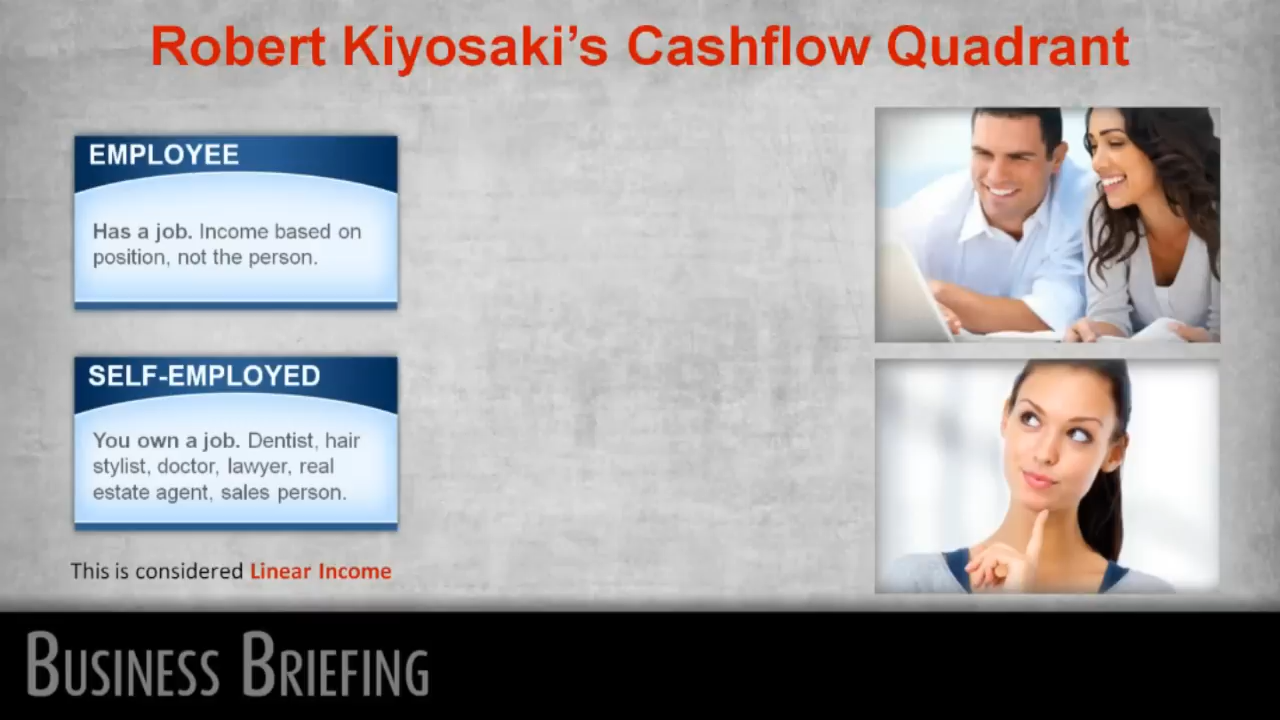 Robert Kiyosaki’s Cashflow Quadrant
EMPLOYEE
Has a job. Income based on
position, not the person.
SELF-EMPLOYED
You own a job. Dentist, hair
stylist, doctor, lawyer, real
estate agent, sales person.
This is considered Linear Income
BUSINESS BRIEFING